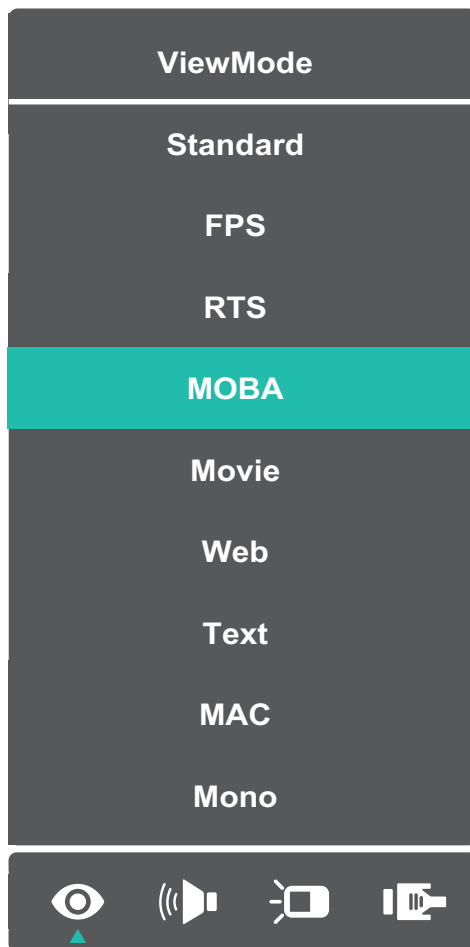 ViewMode
Standard
FPS
RTS
MOBA
Movie
Web
Text
MAC
Mono